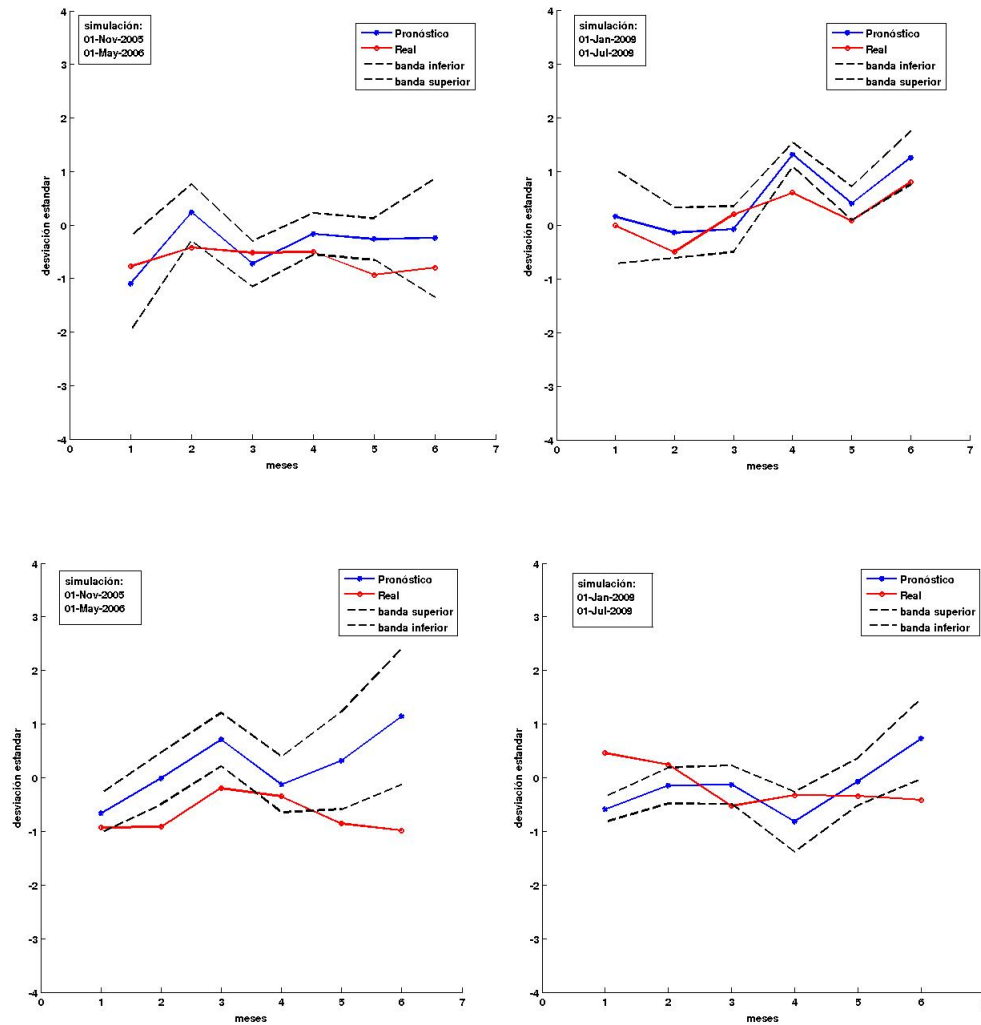 simulación:
01-Nov-2005
01-May-2006
Pronóstico
Real
banda inferior
banda superior
4
3
2
1
0
-1
-2
-3
-4
desviación estandar
0 1 2 3 4 5 6 7
meses
simulación:
01-Jan-2009
01-Jul-2009
Pronóstico
Real
banda inferior
banda superior
4
3
2
1
0
-1
-2
-3
-4
desviación estandar
0 1 2 3 4 5 6 7
meses
simulación:
01-Nov-2005
01-May-2006
Pronóstico
Real
banda superior
banda inferior
4
3
2
1
0
-1
-2
-3
-4
desviación estandar
0 1 2 3 4 5 6 7
meses
simulación:
01-Jan-2009
01-Jul-2009
Pronóstico
Real
banda superior
banda inferior
4
3
2
1
0
-1
-2
-3
-4
desviación estandar
0 1 2 3 4 5 6
meses